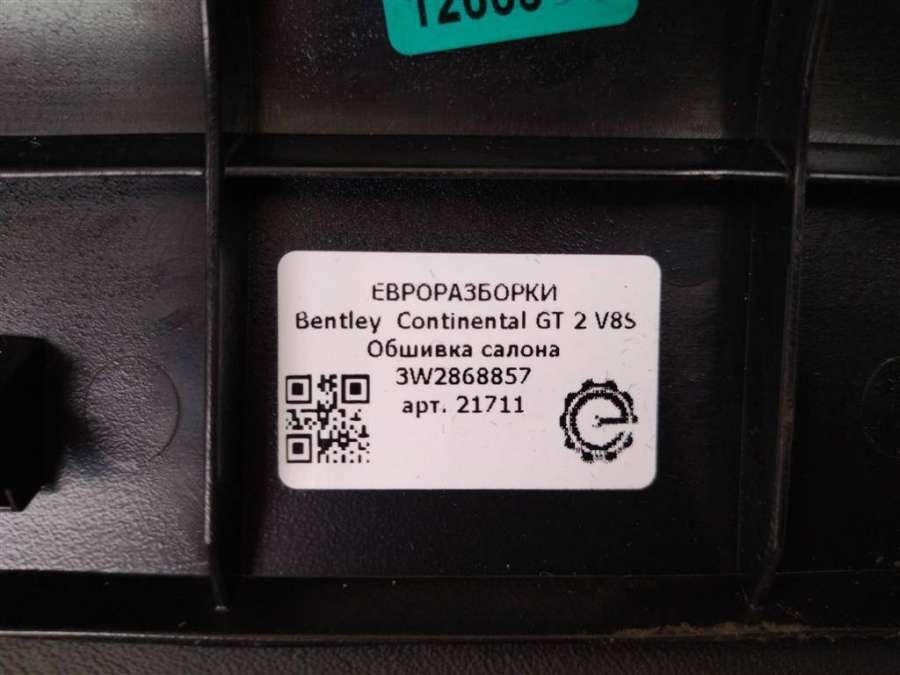 ЕВРОРАЗБОРКИ
Bentley Continental GT 2 V8S
Обшивка салона
3W2868857
арт. 21711